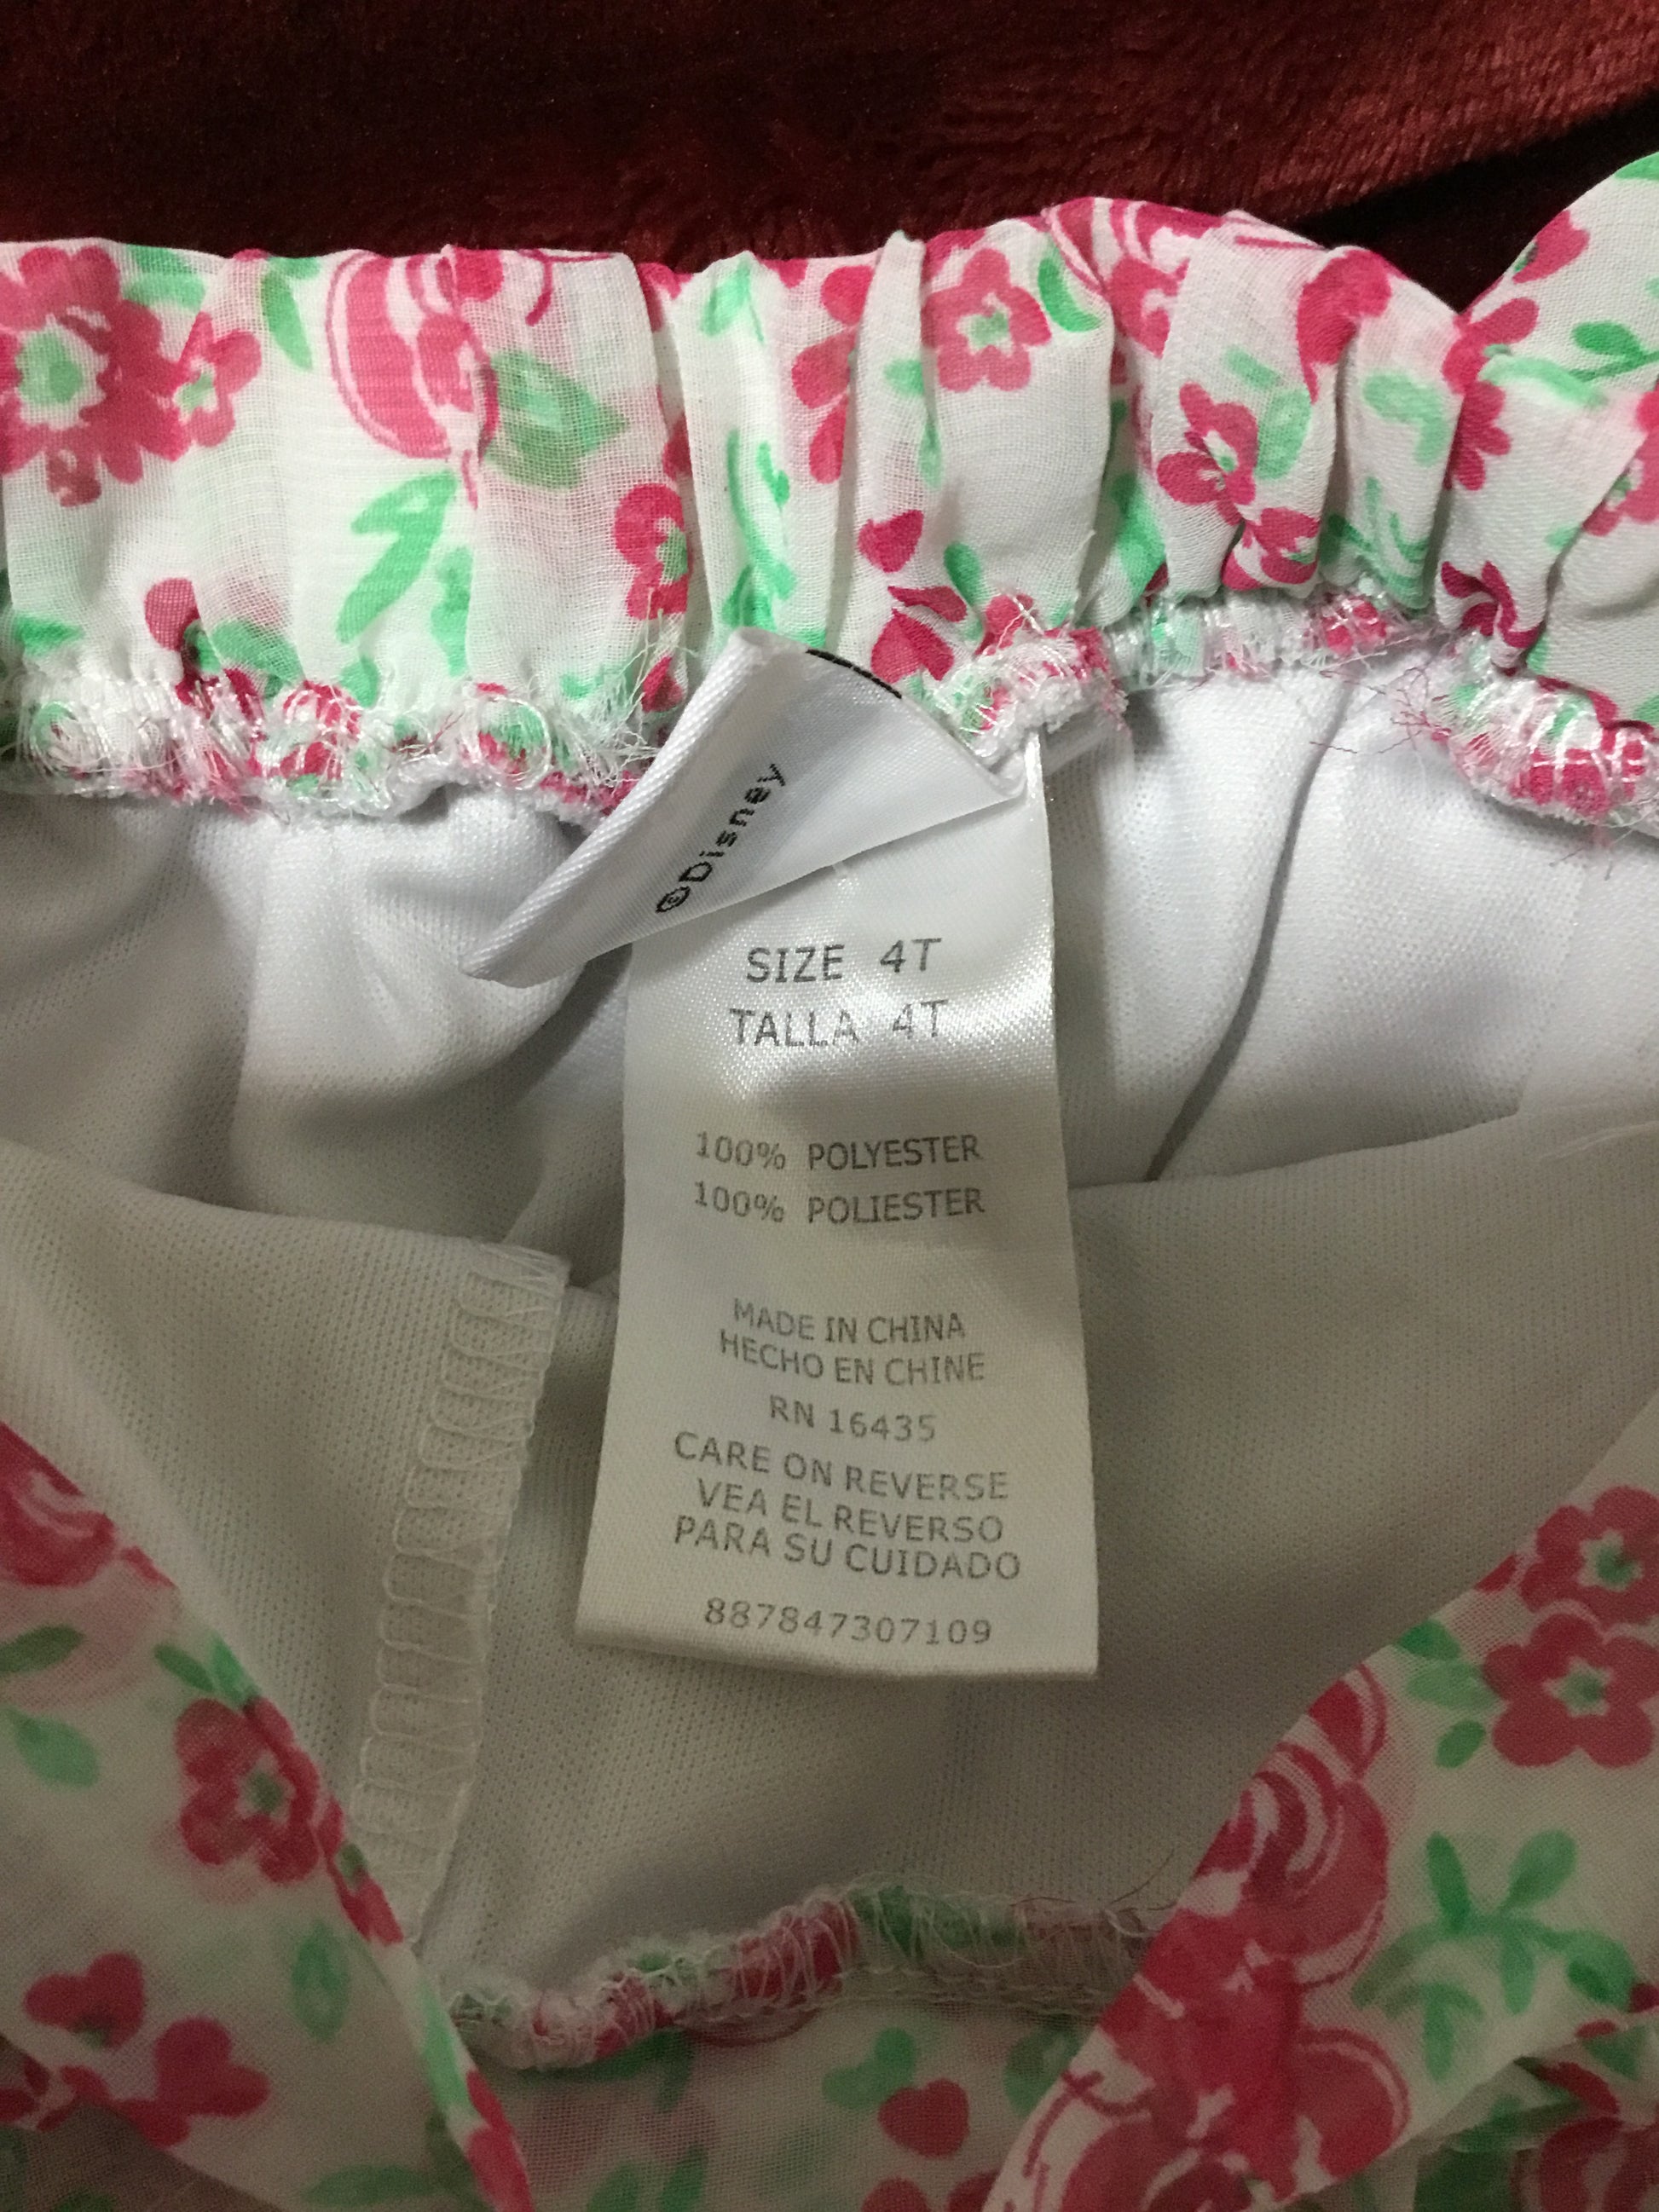 ©Disney
SIZE 4T
TALLA 4T
100% POLYESTER
100% POLIESTER
MADE IN CHINA
HECHO EN CHINE
RN 16435
CARE ON REVERSE
VEA EL REVERSO
PARA SU CUIDADO
887847307109